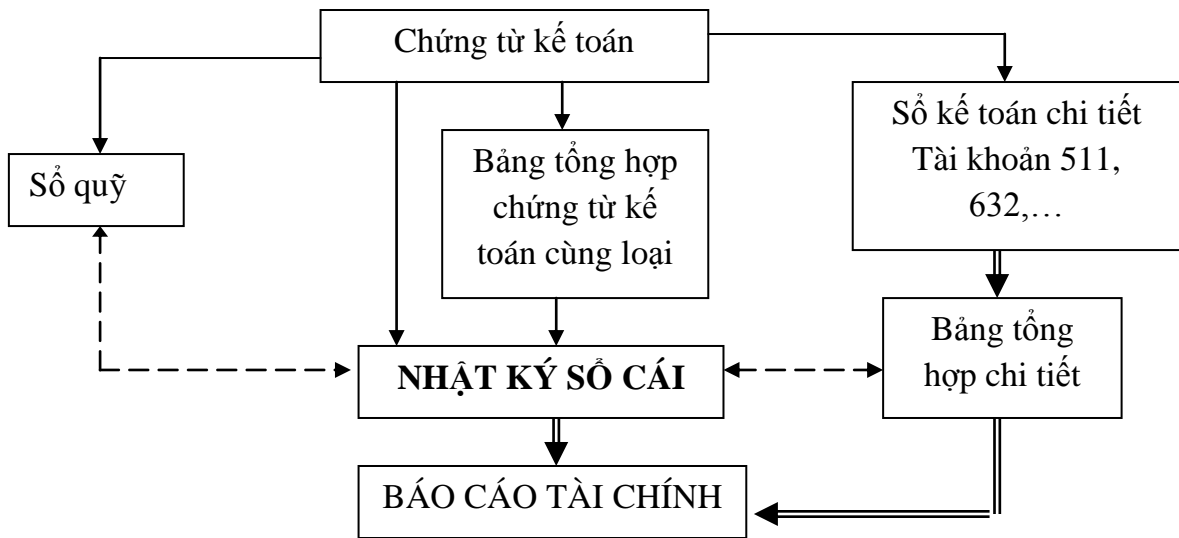 Chứng từ kế toán
Sổ quỹ
Bảng tổng hợp
chứng từ kế
toán cùng loại
Sổ kế toán chi tiết
Tài khoản 511,
632,…
Bảng tổng
hợp chi tiết
NHẬT KÝ SỔ CÁI
BÁO CÁO TÀI CHÍNH